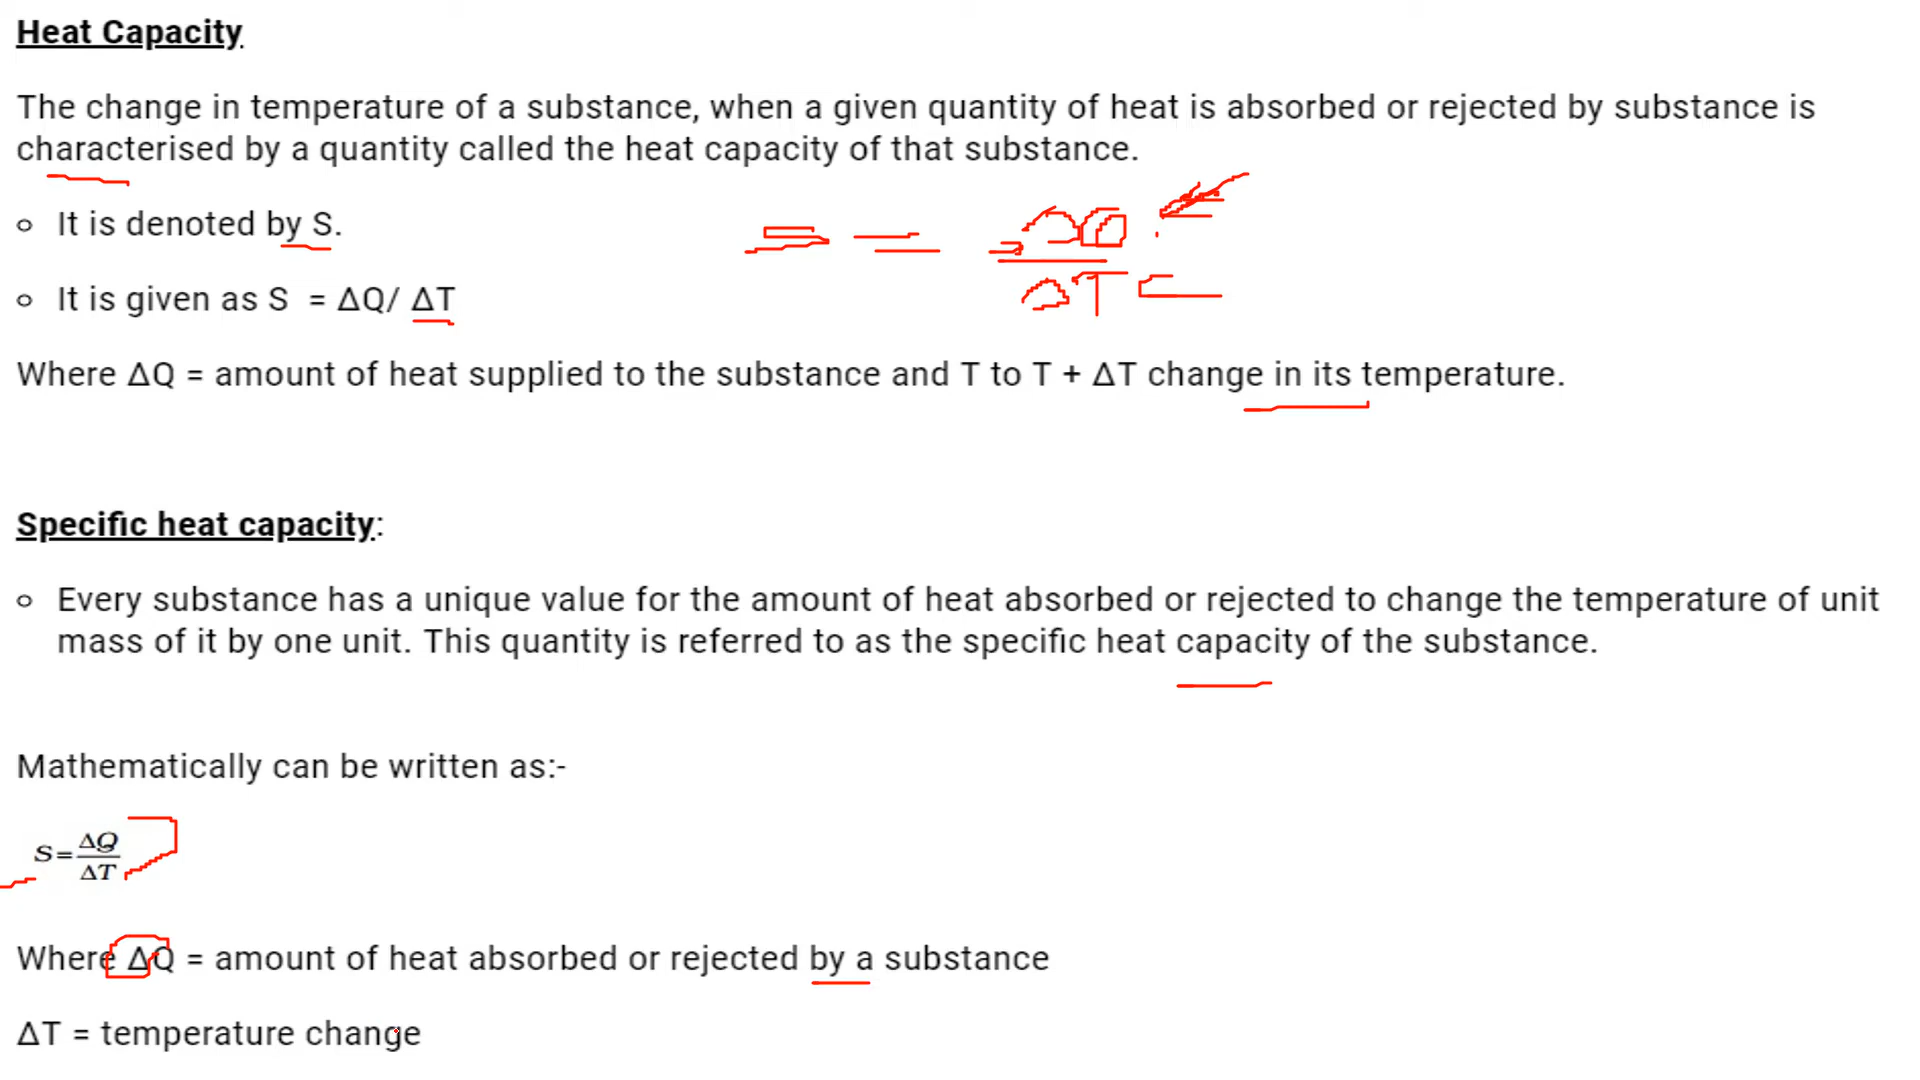 Heat Capacity
The change in temperature of a substance, when a given quantity of heat is absorbed or rejected by substance is
characterised by a quantity called the heat capacity of that substance.
o It is denoted by S.
o It is given as S = ΔQ/ ΔT
ΔT
Where ΔQ = amount of heat supplied to the substance and T to T + ΔT change in its temperature.
Specific heat capacity:
o Every substance has a unique value for the amount of heat absorbed or rejected to change the temperature of unit
mass of it by one unit. This quantity is referred to as the specific heat capacity of the substance.
Mathematically can be written as:-
S=ΔQ/ΔT
Where ΔQ = amount of heat absorbed or rejected by a substance
ΔT = temperature change